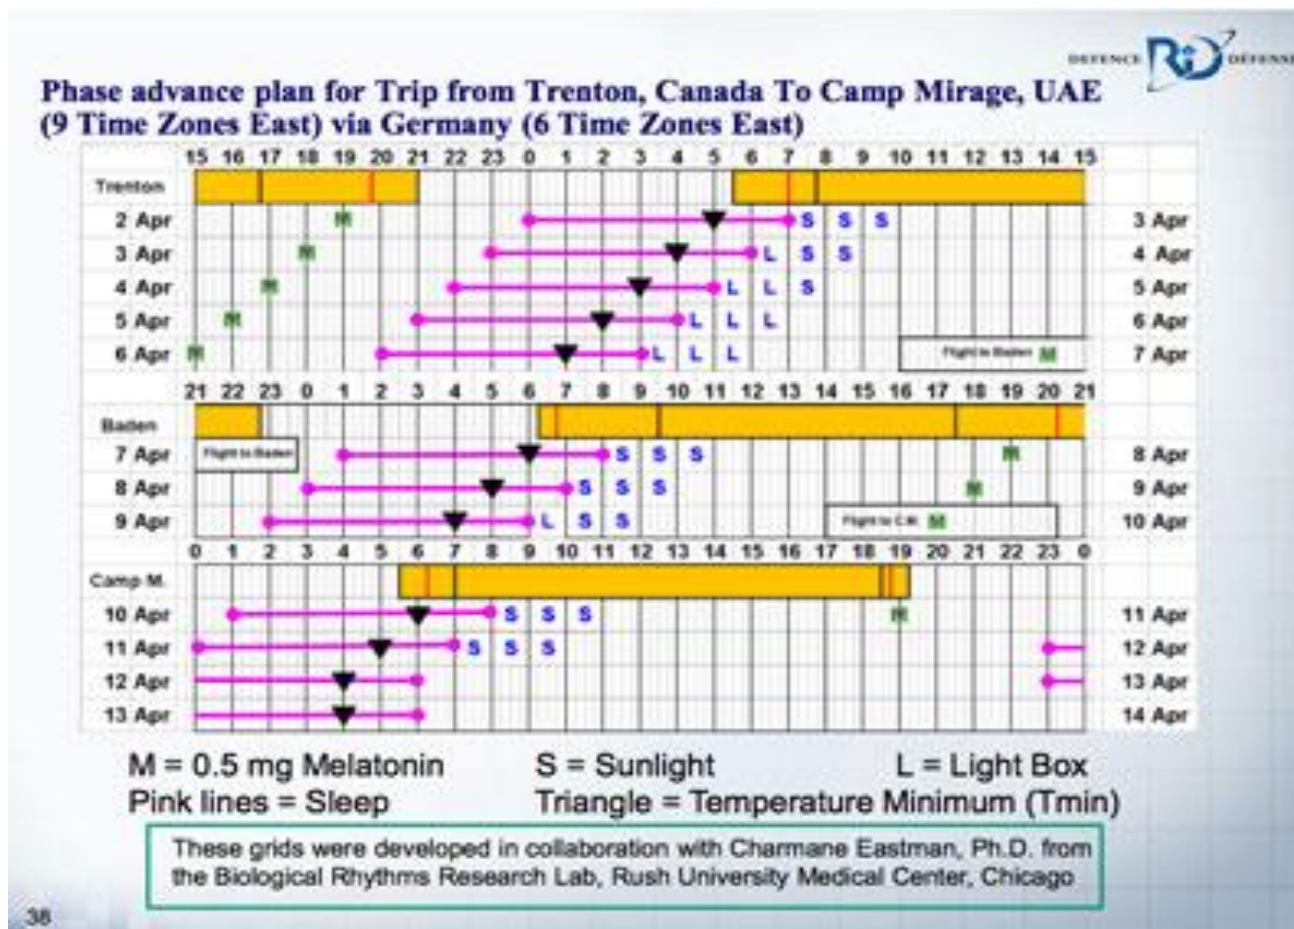 DEFENCE R&D DÉFENSE
Phase advance plan for Trip from Trenton, Canada To Camp Mirage, UAE
(9 Time Zones East) via Germany (6 Time Zones East)
15 16 17 18 19 20 21 22 23 0 1 2 3 4 5 6 7 8 9 10 11 12 13 14 15
Trenton
2 Apr M S S S 3 Apr
3 Apr M L S S 4 Apr
4 Apr M L L S 5 Apr
5 Apr M L L L 6 Apr
6 Apr M L L L Flight to Baden M 7 Apr
21 22 23 0 1 2 3 4 5 6 7 8 9 10 11 12 13 14 15 16 17 18 19 20 21
Baden
7 Apr Flight to Baden S S S M 8 Apr
8 Apr S S S M 9 Apr
9 Apr L S S Flight to C.M. M 10 Apr
0 1 2 3 4 5 6 7 8 9 10 11 12 13 14 15 16 17 18 19 20 21 22 23 0
Camp M.
10 Apr S S S M 11 Apr
11 Apr S S S 12 Apr
12 Apr 13 Apr
13 Apr 14 Apr
M = 0.5 mg Melatonin S = Sunlight L = Light Box
Pink lines = Sleep Triangle = Temperature Minimum (Tmin)
These grids were developed in collaboration with Charmane Eastman, Ph.D. from
the Biological Rhythms Research Lab, Rush University Medical Center, Chicago
38